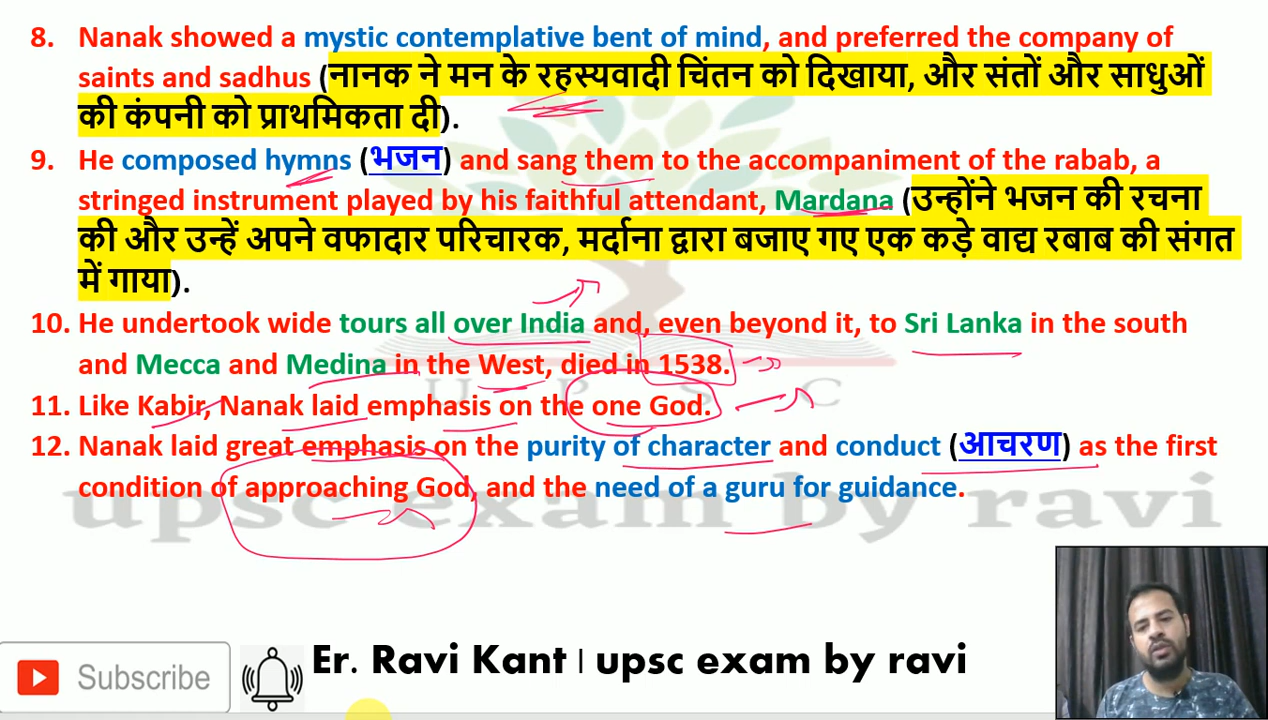 8. Nanak showed a mystic contemplative bent of mind, and preferred the company of
saints and sadhus (नानक ने मन के रहस्यवादी चिंतन को दिखाया, और संतों और साधुओं
की कंपनी को प्राथमिकता दी).
9. He composed hymns (भजन) and sang them to the accompaniment of the rabab, a
stringed instrument played by his faithful attendant, Mardana (उन्होंने भजन की रचना
की और उन्हें अपने वफादार परिचारक, मर्दाना द्वारा बजाए गए एक कड़े वाद्य रबाब की संगत
में गाया).
10. He undertook wide tours all over India and, even beyond it, to Sri Lanka in the south
and Mecca and Medina in the West, died in 1538.
UPSC
11. Like Kabir, Nanak laid emphasis on the one God.
12. Nanak laid great emphasis on the purity of character and conduct (आचरण) as the first
condition of approaching God, and the need of a guru for guidance.
upsc exam by ravi
Subscribe
Er. Ravi Kant | upsc exam by ravi